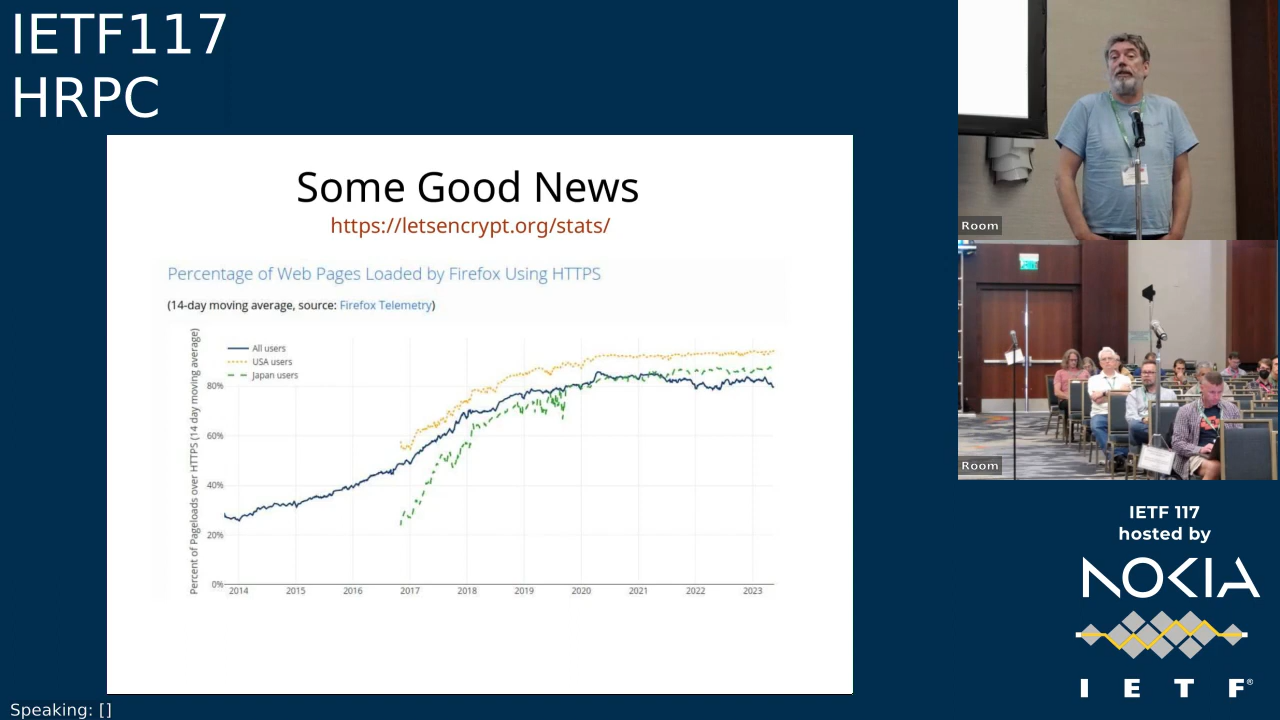 IETF117
HRPC
Some Good News
https://letsencrypt.org/stats/
Percentage of Web Pages Loaded by Firefox Using HTTPS
(14-day moving average, source: Firefox Telemetry)
Percent of Pageloads over HTTPS (14 day moving average)
All users
USA users
Japan users
80%
60%
40%
20%
0%
2014 2015 2016 2017 2018 2019 2020 2021 2022 2023
Room
Room
IETF 117
hosted by
NOKIA
I E T F®
Speaking: []